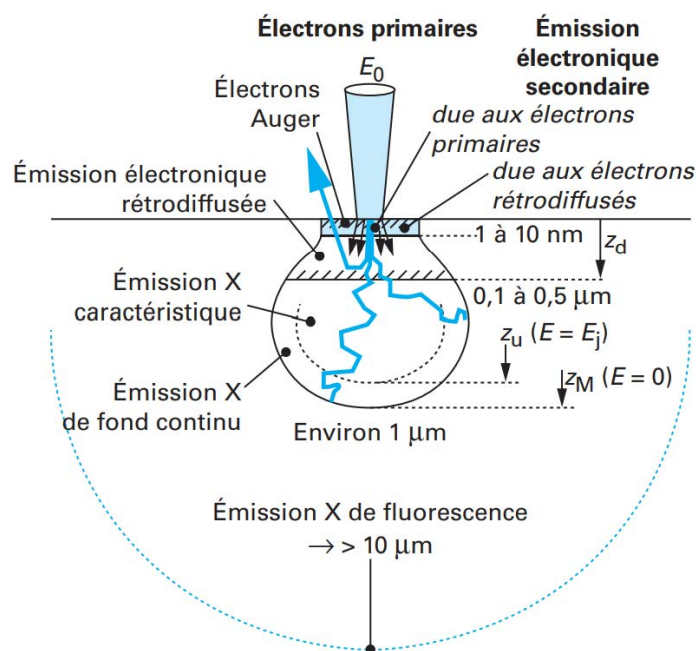 Électrons primaires
E0
Émission
électronique
secondaire
due aux électrons
primaires
due aux électrons
rétrodiffusés
Électrons
Auger
Émission électronique
rétrodiffusée
1 à 10 nm
zd
0,1 à 0,5 μm
Émission X
caractéristique
zu (E = Ej)
zM (E = 0)
Émission X
de fond continu
Environ 1 μm
Émission X de fluorescence
→ > 10 μm